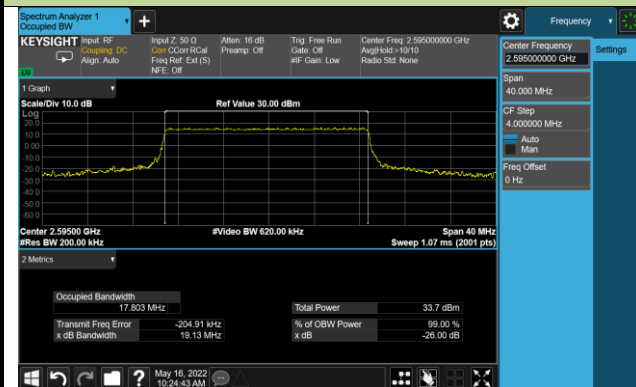 Spectrum Analyzer 1
Occupied BW
Frequency
KEYSIGHT
Input: RF
Coupling: DC
Align: Auto
Input Z: 50 Ω
Corr CCorr RCal
Freq Ref: Ext (S)
NFE: Off
Atten: 16 dB
Preamp: Off
Trig: Free Run
Gate: Off
#IF Gain: Low
Center Freq: 2.595000000 GHz
Avg|Hold:>10/10
Radio Std: None
LXI
Center Frequency
2.595000000 GHz
Settings
Span
40.000 MHz
CF Step
4.000000 MHz
Auto
Man
Freq Offset
0 Hz
1 Graph
Scale/Div 10.0 dB
Ref Value 30.00 dBm
Log
20.0
10.0
0.00
-10.0
-20.0
-30.0
-40.0
-50.0
-60.0
Center 2.59500 GHz
#Video BW 620.00 kHz
Span 40 MHz
#Res BW 200.00 kHz
Sweep 1.07 ms (2001 pts)
2 Metrics
Occupied Bandwidth
17.803 MHz
Total Power 33.7 dBm
Transmit Freq Error -204.91 kHz
% of OBW Power 99.00 %
x dB Bandwidth 19.13 MHz
x dB -26.00 dB
?
May 16, 2022
10:24:43 AM